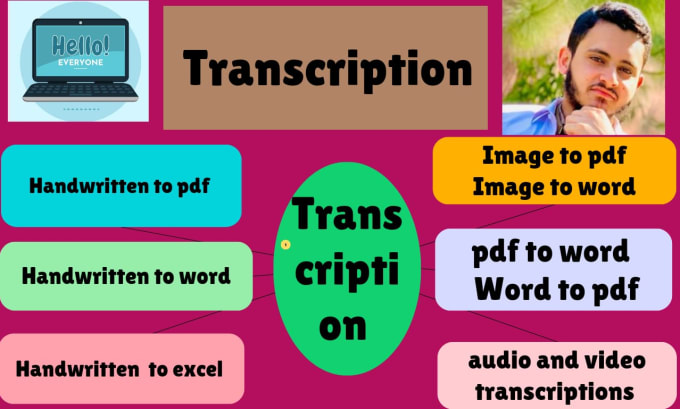 Hello!
EVERYONE
Transcription
Handwritten to pdf
Handwritten to word
Handwritten to excel
Trans
cripti
on
Image to pdf
Image to word
pdf to word
Word to pdf
audio and video
transcriptions